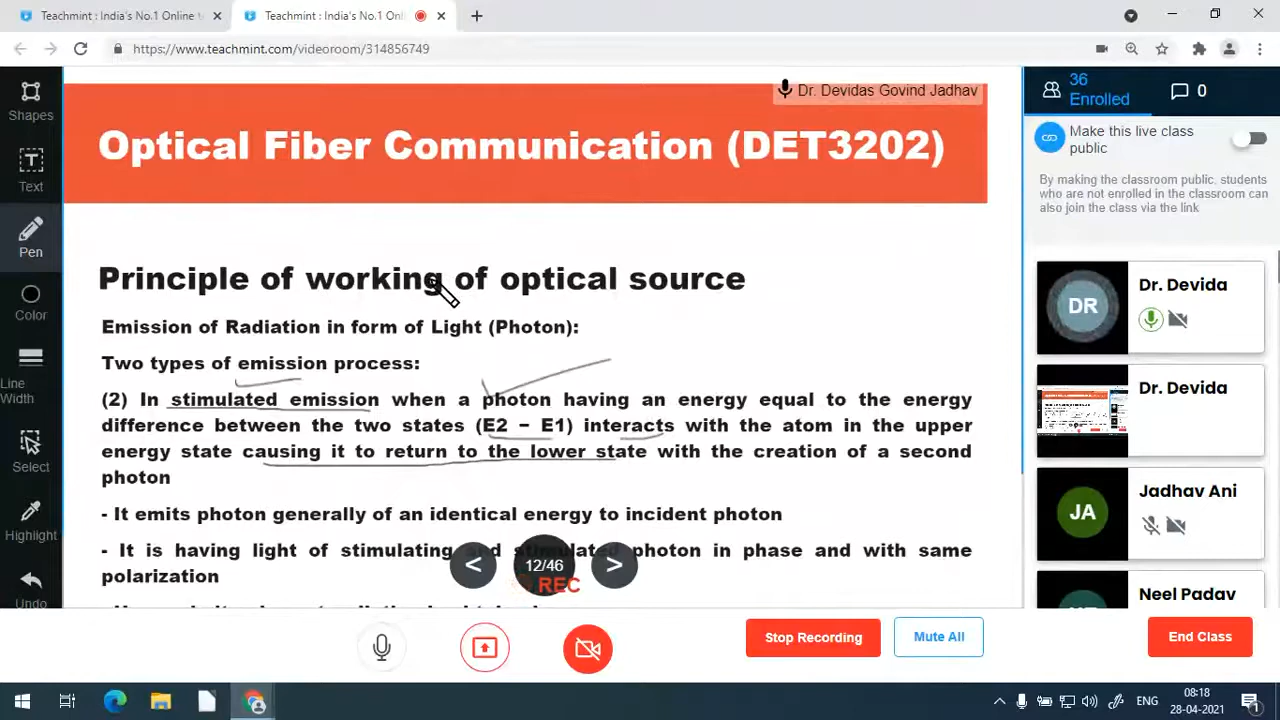 Teachmint: India's No.1 Online t
Teachmint : India's No.1 Onl
https://www.teachmint.com/videoroom/314856749
Shapes
Text
Pen
Color
Line
Width
Select
Highlight
Undo
Dr. Devidas Govind Jadhav
Optical Fiber Communication (DET3202)
Principle of working of optical source
Emission of Radiation in form of Light (Photon):
Two types of emission process:
(2) In stimulated emission when a photon having an energy equal to the energy
difference between the two states (E2 – E1) interacts with the atom in the upper
energy state causing it to return to the lower state with the creation of a second
photon
- It emits photon generally of an identical energy to incident photon
- It is having light of stimulating and stimulated photon in phase and with same
polarization
<
12/46
>
REC
36
Enrolled
0
Make this live class
public
By making the classroom public, students
who are not enrolled in the classroom can
also join the class via the link
DR
Dr. Devida
Dr. Devida
JA
Jadhav Ani
Neel Padav
Stop Recording
Mute All
End Class
ENG
08:18
28-04-2021